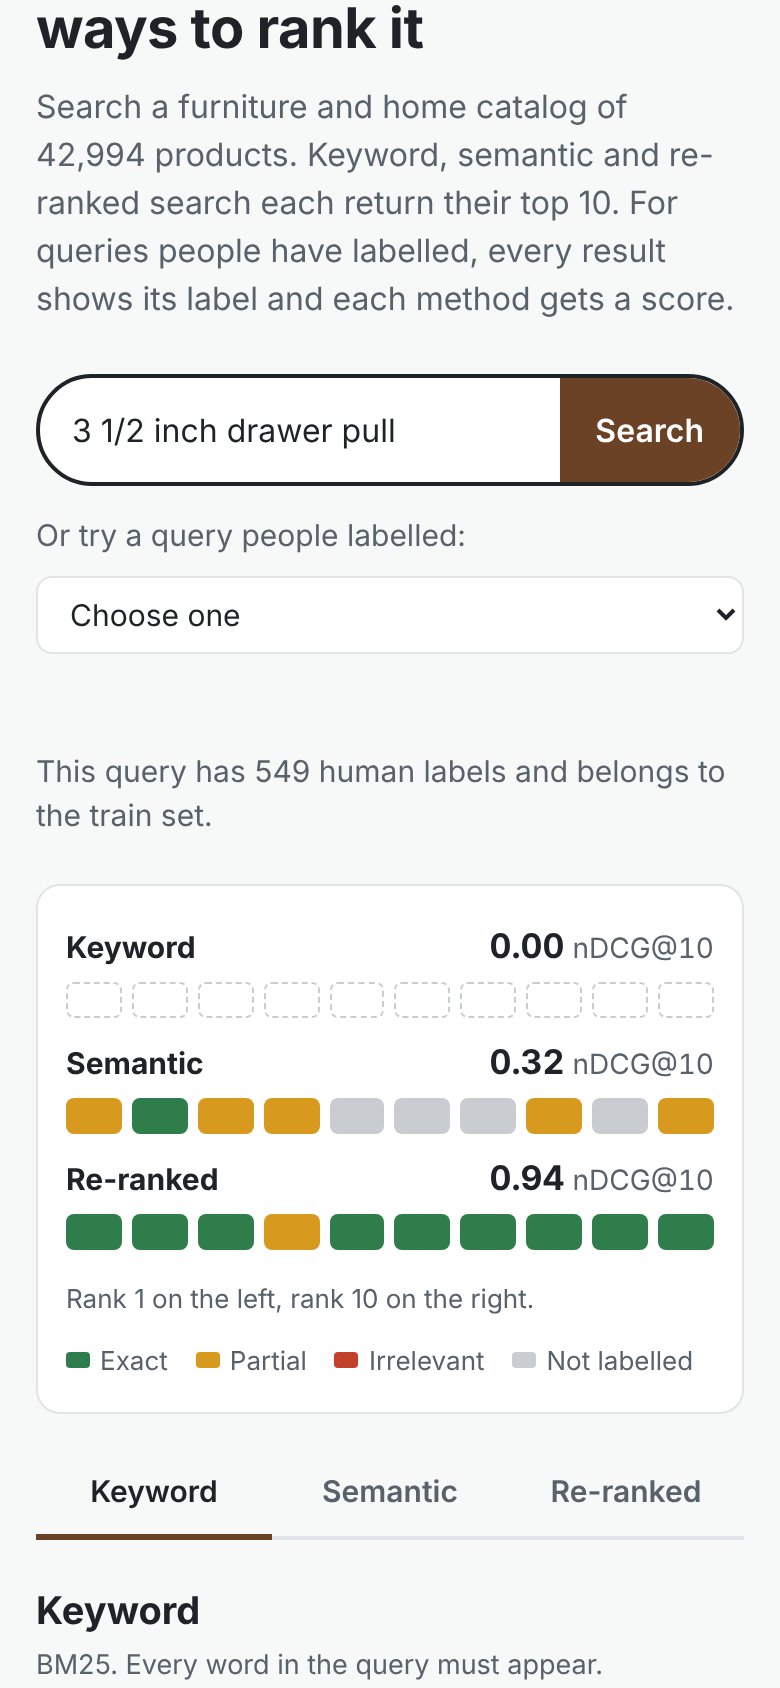 ways to rank it
Search a furniture and home catalog of
42,994 products. Keyword, semantic and re-
ranked search each return their top 10. For
queries people have labelled, every result
shows its label and each method gets a score.
3 1/2 inch drawer pull
Search
Or try a query people labelled:
Choose one
This query has 549 human labels and belongs to
the train set.
Keyword 0.00 nDCG@10
Semantic 0.32 nDCG@10
Re-ranked 0.94 nDCG@10
Rank 1 on the left, rank 10 on the right.
Exact Partial Irrelevant Not labelled
Keyword Semantic Re-ranked
Keyword
BM25. Every word in the query must appear.